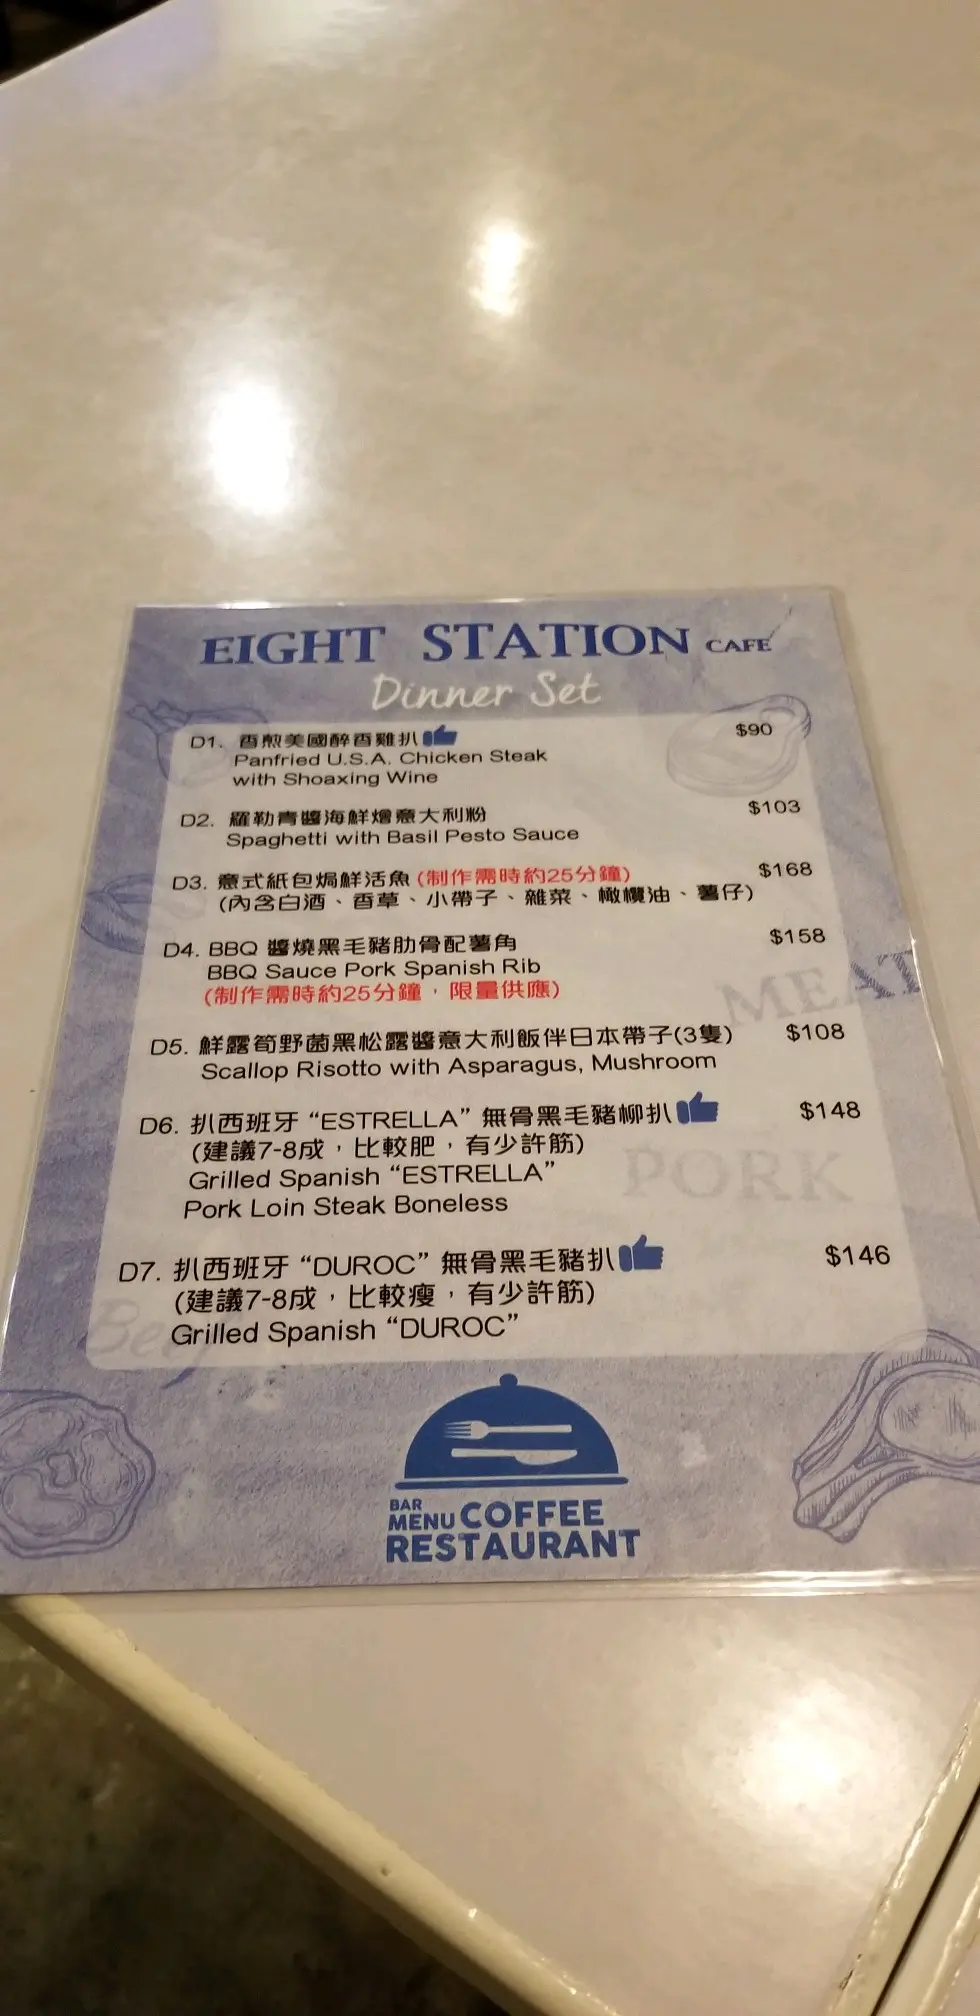 EIGHT STATION CAFE
Dinner Set
D1. 香煎美國醉香雞扒 $90
Panfried U.S.A. Chicken Steak
with Shoaxing Wine
D2. 羅勒青醬海鮮燴意大利粉 $103
Spaghetti with Basil Pesto Sauce
D3. 意式紙包焗鮮活魚 (制作需時約25分鐘) $168
(內含白酒、香草、小帶子、雜菜、橄欖油、薯仔)
D4. BBQ 醬燒黑毛豬肋骨配薯角 $158
BBQ Sauce Pork Spanish Rib
(制作需時約25分鐘，限量供應)
MEAT
D5. 鮮露筍野菌黑松露醬意大利飯伴日本帶子(3隻) $108
Scallop Risotto with Asparagus, Mushroom
D6. 扒西班牙 “ESTRELLA” 無骨黑毛豬柳扒 $148
(建議7-8成，比較肥，有少許筋)
Grilled Spanish “ESTRELLA”
Pork Loin Steak Boneless
PORK
D7. 扒西班牙 “DUROC” 無骨黑毛豬扒 $146
(建議7-8成，比較瘦，有少許筋)
Grilled Spanish “DUROC”
BAR
MENU COFFEE
RESTAURANT